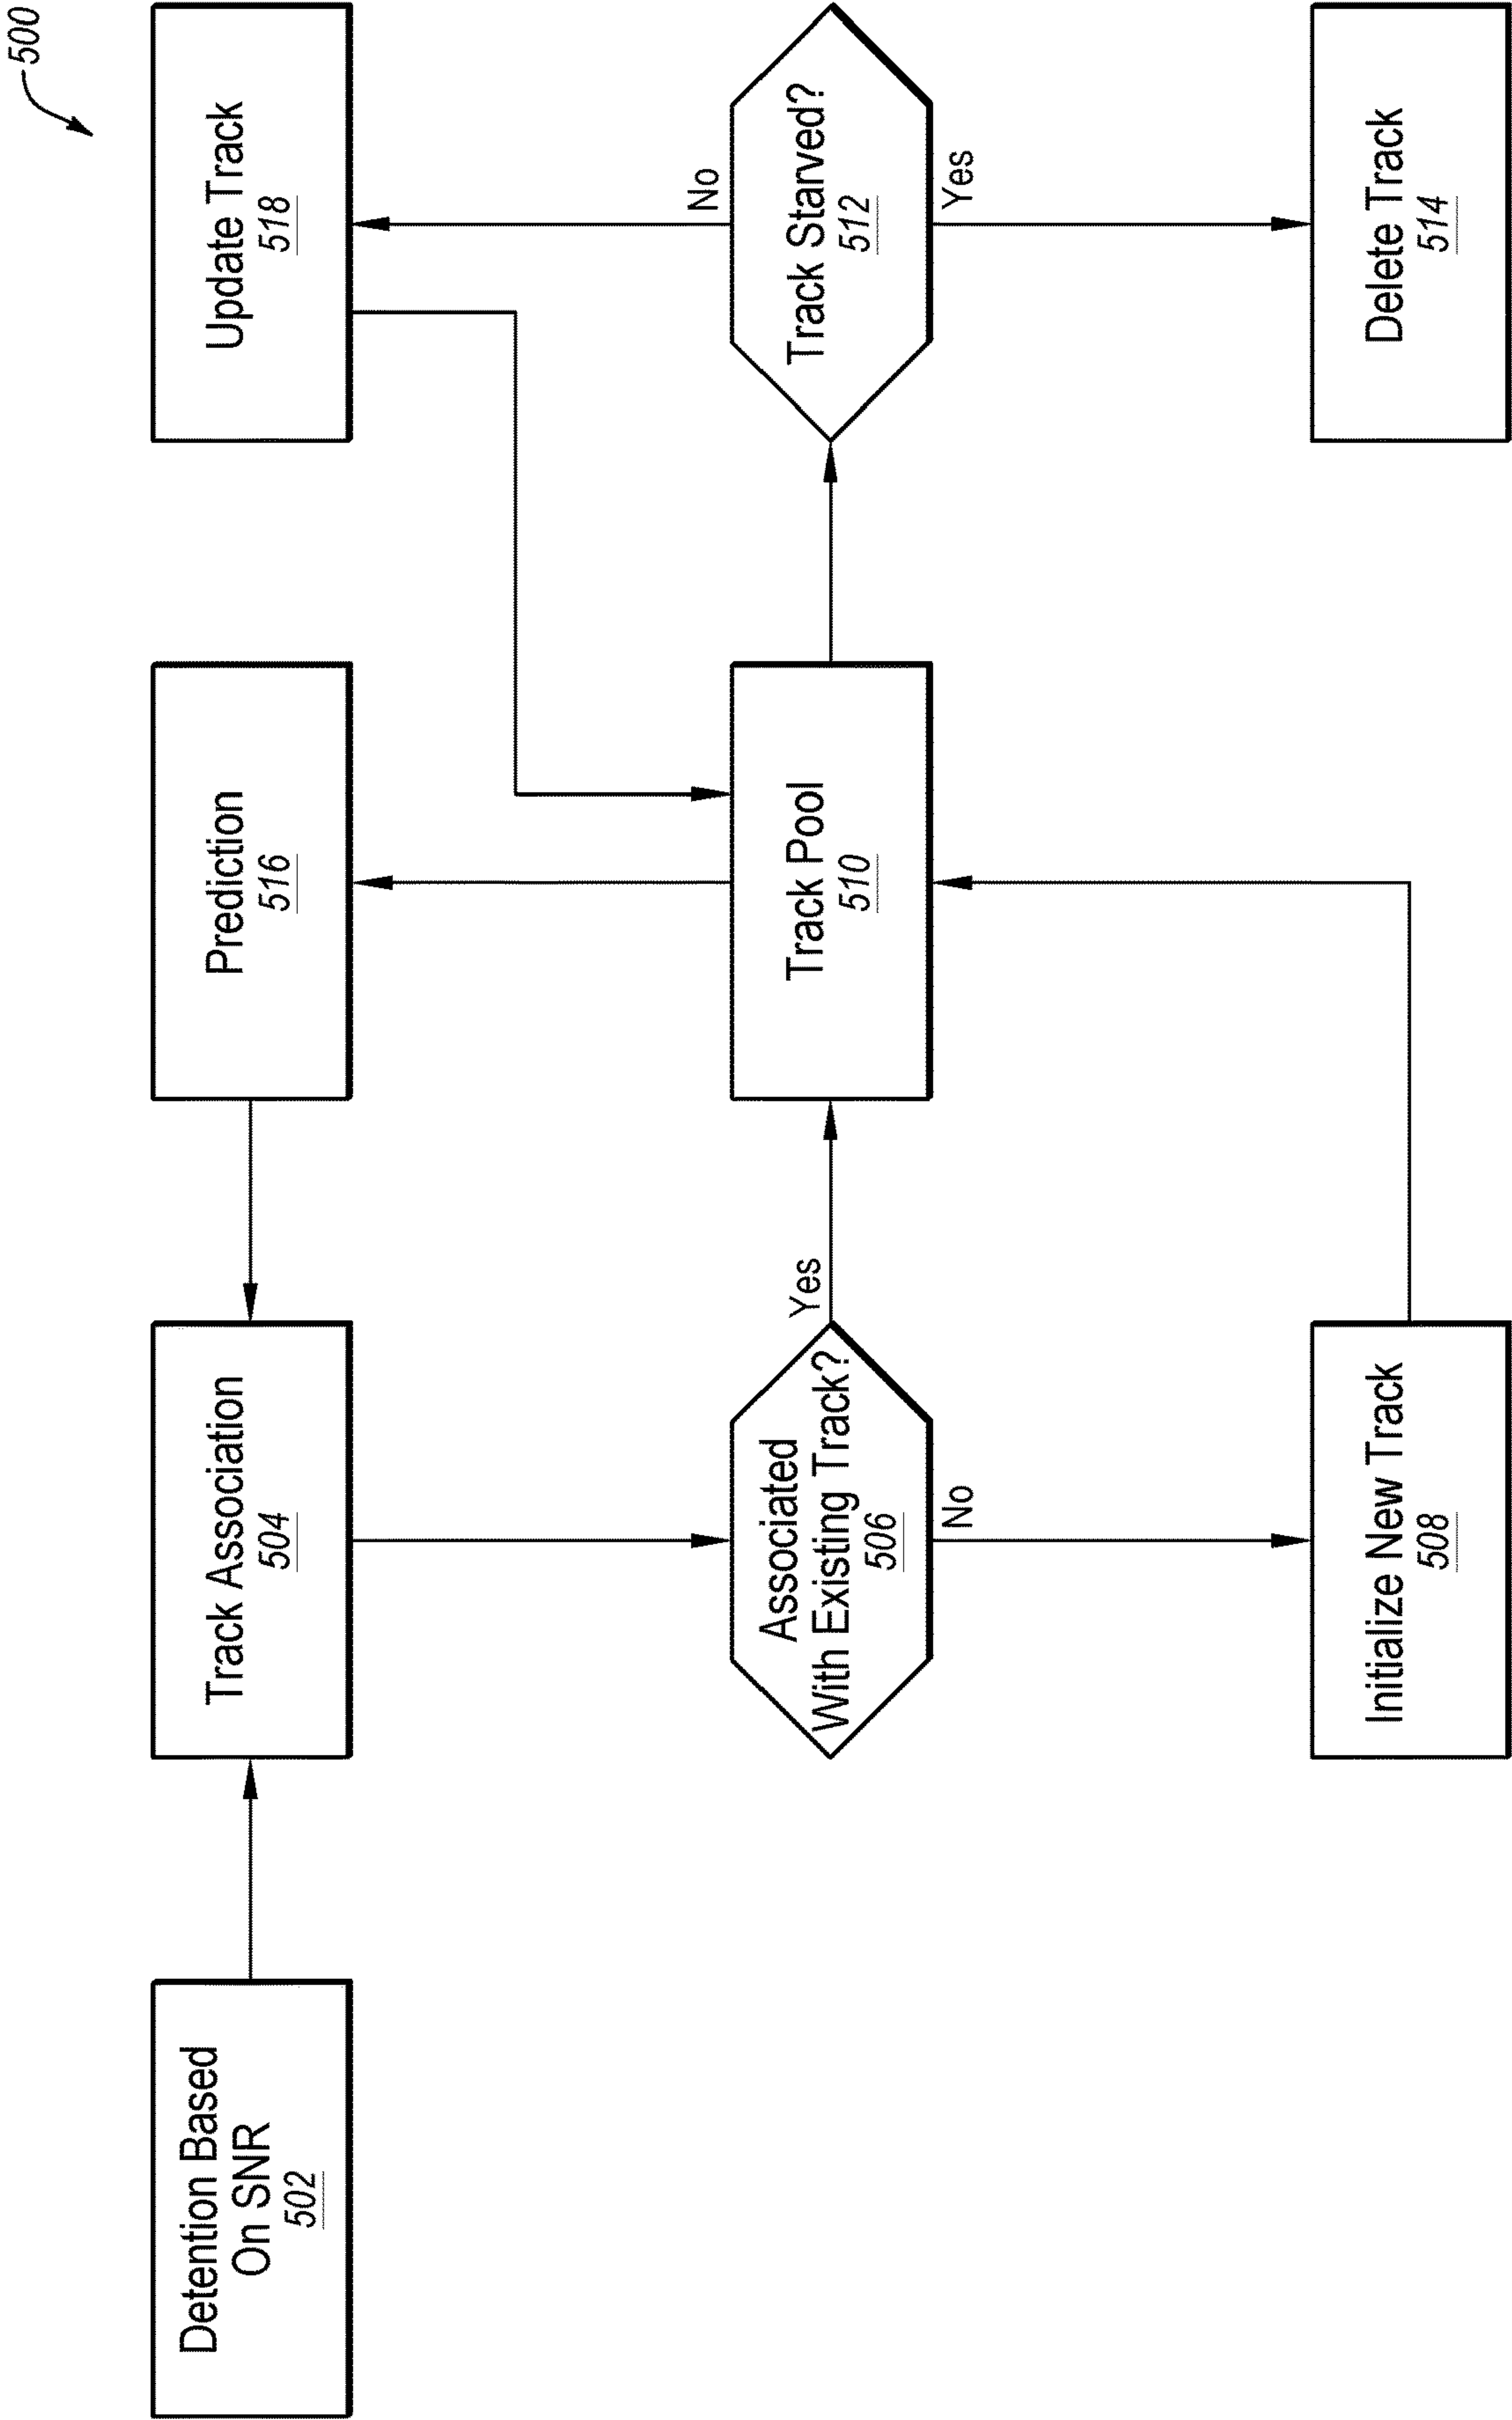 500
Detention Based
On SNR
502
Track Association
504
Prediction
516
Update Track
518
Associated
With Existing Track?
506
Yes
No
Track Pool
510
Track Starved?
512
No
Yes
Initialize New Track
508
Delete Track
514